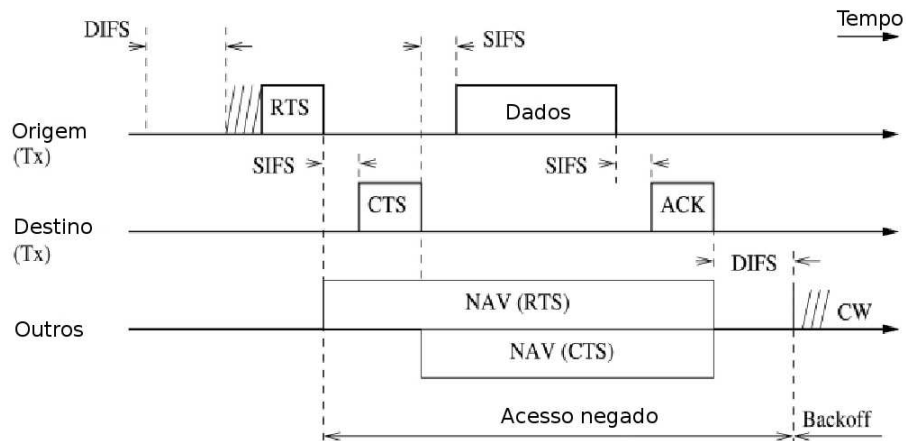 Tempo
DIFS
SIFS
RTS
Dados
Origem
(Tx)
SIFS
SIFS
CTS
ACK
Destino
(Tx)
DIFS
NAV (RTS)
CW
Outros
NAV (CTS)
Acesso negado
Backoff